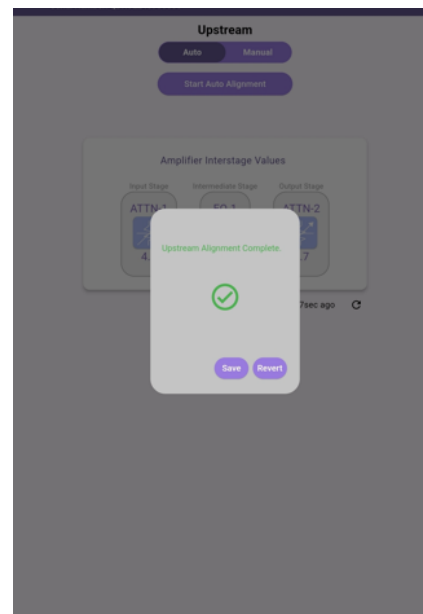 Upstream
Auto Manual
Start Auto Alignment
Amplifier Interstage Values
Input Stage Intermediate Stage Output Stage
Upstream Alignment Complete.
7sec ago
Save Revert